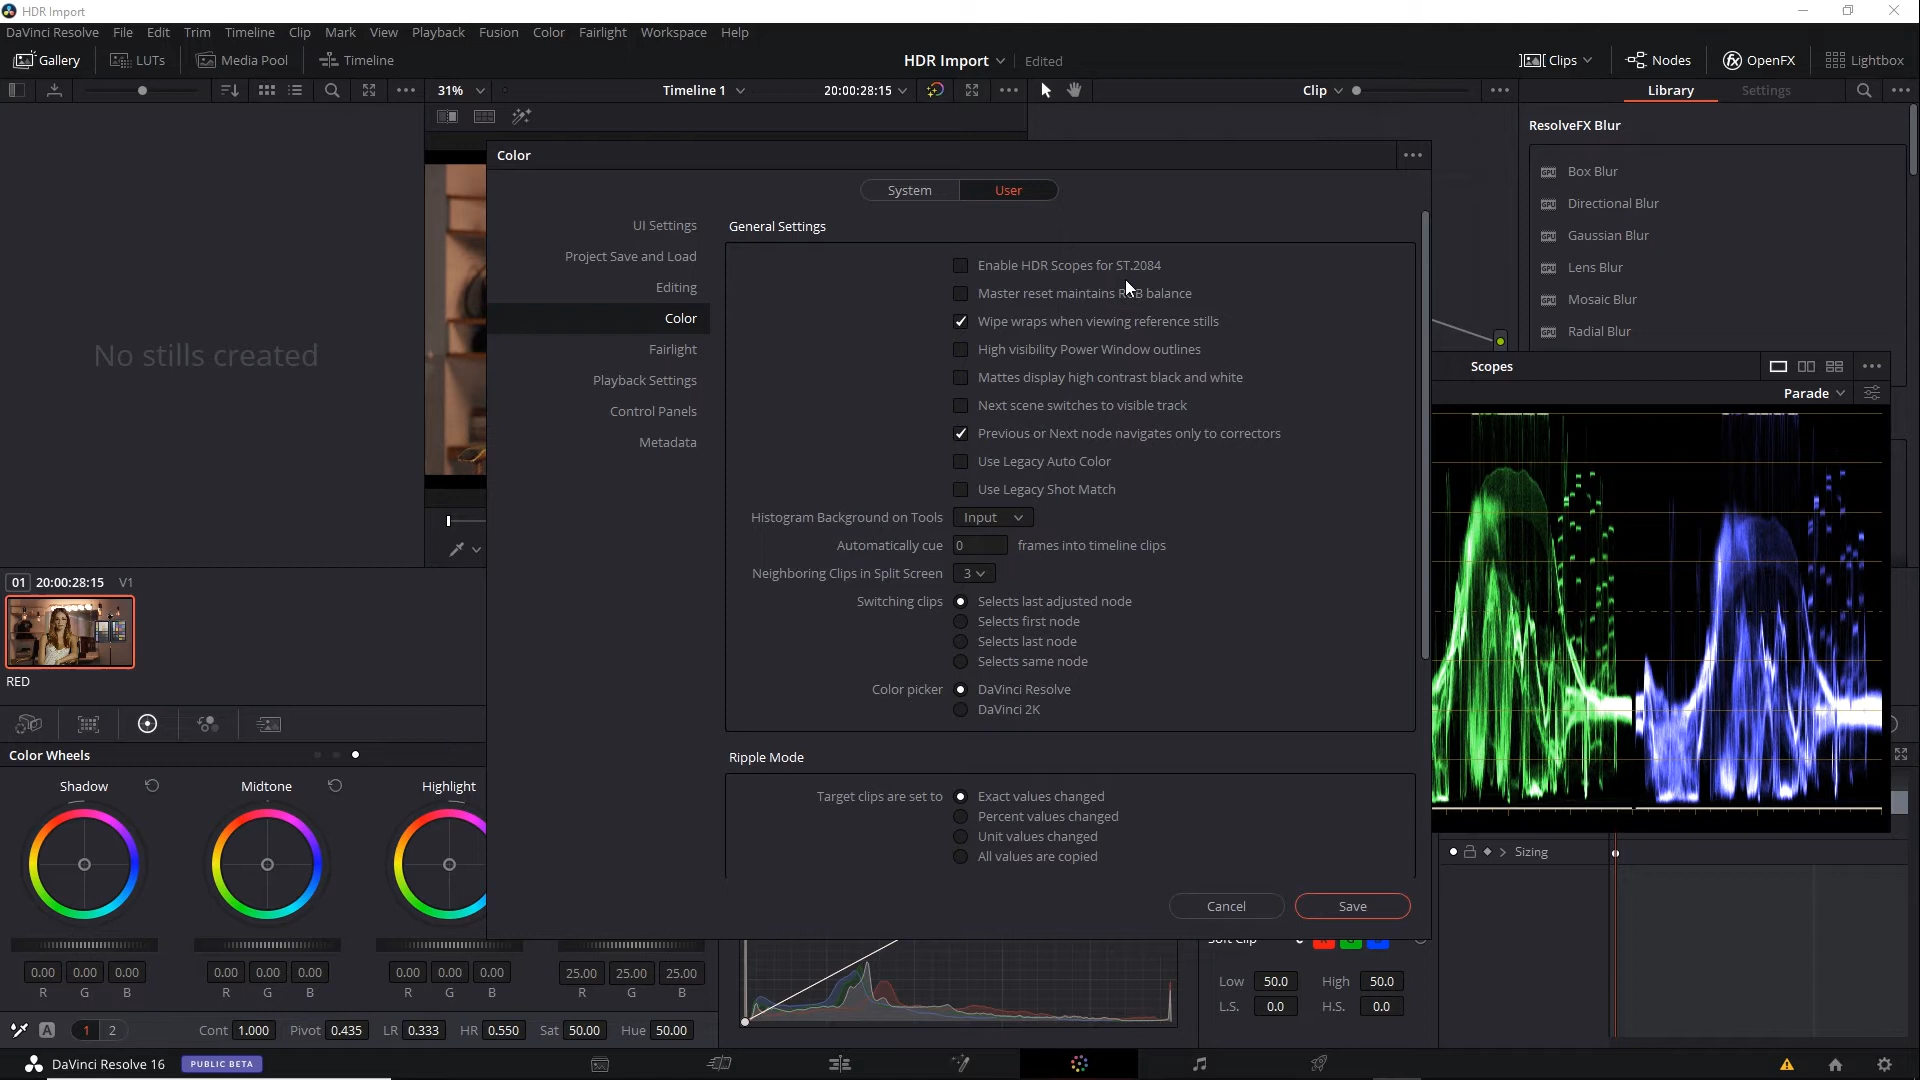 HDR Import
DaVinci Resolve File Edit Trim Timeline Clip Mark View Playback Fusion Color Fairlight Workspace Help
Gallery LUTs Media Pool Timeline HDR Import Edited Clips Nodes OpenFX Lightbox
31% Timeline 1 20:00:28:15 Clip Library Settings
ResolveFX Blur
Box Blur
Directional Blur
Gaussian Blur
Lens Blur
Mosaic Blur
Radial Blur
No stills created
Color
System User
UI Settings
Project Save and Load
Editing
Color
Fairlight
Playback Settings
Control Panels
Metadata
General Settings
Enable HDR Scopes for ST.2084
Master reset maintains RGB balance
Wipe wraps when viewing reference stills
High visibility Power Window outlines
Mattes display high contrast black and white
Next scene switches to visible track
Previous or Next node navigates only to correctors
Use Legacy Auto Color
Use Legacy Shot Match
Histogram Background on Tools Input
Automatically cue 0 frames into timeline clips
Neighboring Clips in Split Screen 3
Switching clips Selects last adjusted node
Selects first node
Selects last node
Selects same node
Color picker DaVinci Resolve
DaVinci 2K
Ripple Mode
Target clips are set to Exact values changed
Percent values changed
Unit values changed
All values are copied
Cancel Save
Scopes
Parade
01 20:00:28:15 V1
RED
Color Wheels
Shadow Midtone Highlight
0.00 0.00 0.00 0.00 0.00 0.00 0.00 0.00 0.00 25.00 25.00 25.00
R G B R G B R G B R G B
A 1 2 Cont 1.000 Pivot 0.435 LR 0.333 HR 0.550 Sat 50.00 Hue 50.00
Soft Clip
Low 50.0 High 50.0
L.S. 0.0 H.S. 0.0
Sizing
DaVinci Resolve 16 PUBLIC BETA